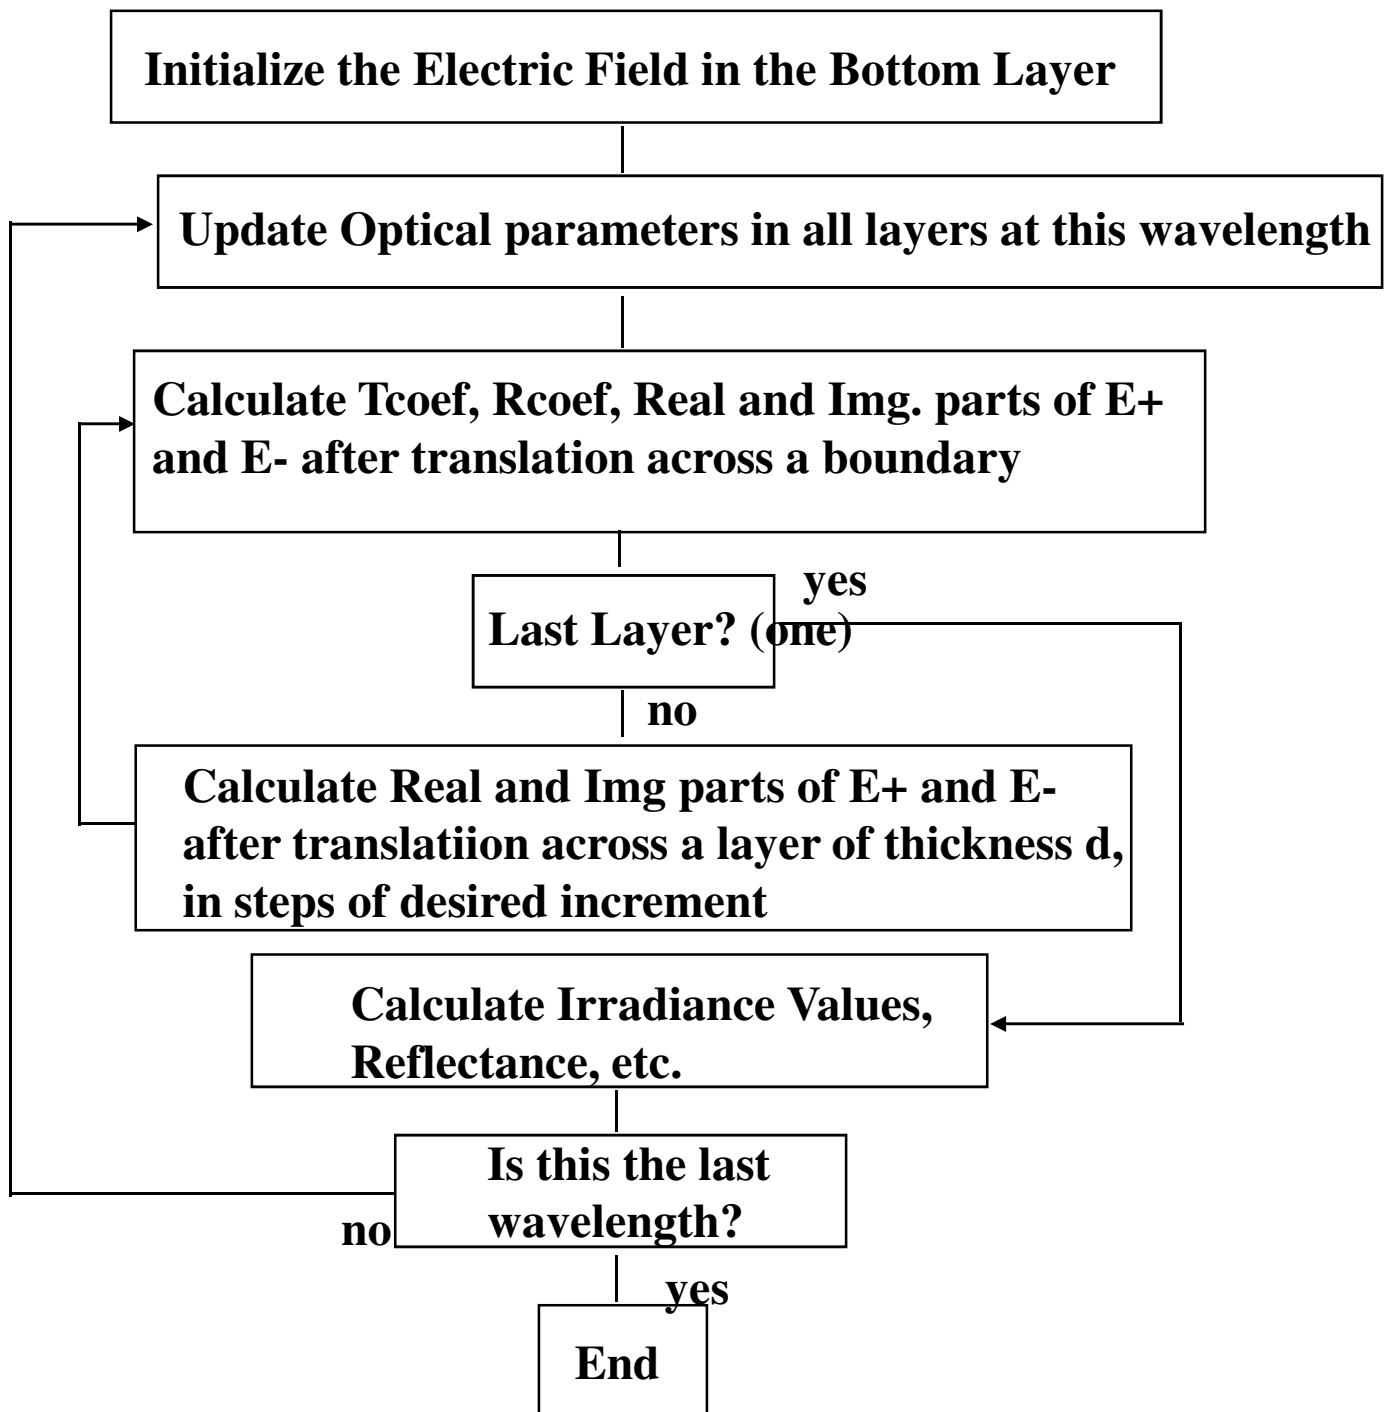 Initialize the Electric Field in the Bottom Layer
Update Optical parameters in all layers at this wavelength
Calculate Tcoef, Rcoef, Real and Img. parts of E+
and E- after translation across a boundary
yes
Last Layer? (one)
no
Calculate Real and Img parts of E+ and E-
after translatiion across a layer of thickness d,
in steps of desired increment
Calculate Irradiance Values,
Reflectance, etc.
Is this the last
wavelength?
no
yes
End